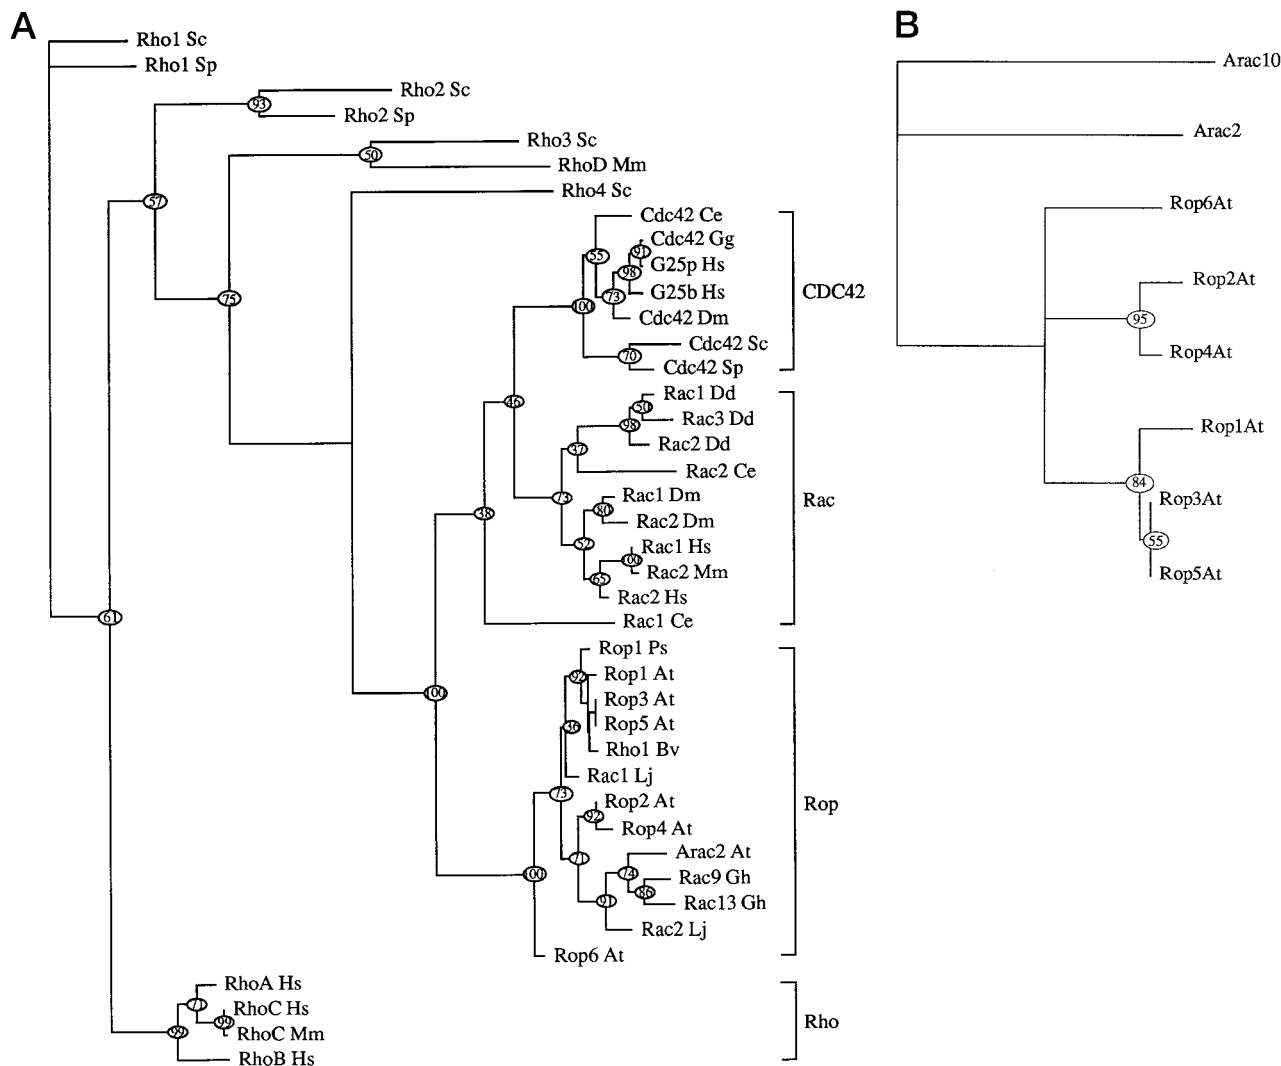 A
Rho1 Sc
Rho1 Sp
Rho2 Sc
93
Rho2 Sp
Rho3 Sc
50
RhoD Mm
Rho4 Sc
57
Cdc42 Ce
Cdc42 Gg
91
55
G25p Hs
98
G25b Hs
73
75
100
Cdc42 Dm
CDC42
Cdc42 Sc
70
Cdc42 Sp
Rac1 Dd
46
50
Rac3 Dd
98
Rac2 Dd
37
Rac2 Ce
Rac1 Dm
73
80
Rac
Rac2 Dm
38
52
Rac1 Hs
100
Rac2 Mm
65
Rac2 Hs
Rac1 Ce
61
Rop1 Ps
92
Rop1 At
100
Rop3 At
Rop5 At
36
Rho1 Bv
Rac1 Lj
73
Rop2 At
Rop
92
Rop4 At
Arac2 At
71
74
100
Rac9 Gh
86
91
Rac13 Gh
Rac2 Lj
Rop6 At
RhoA Hs
71
RhoC Hs
99
Rho
99
RhoC Mm
RhoB Hs
B
Arac10
Arac2
Rop6At
Rop2At
95
Rop4At
Rop1At
84
Rop3At
55
Rop5At